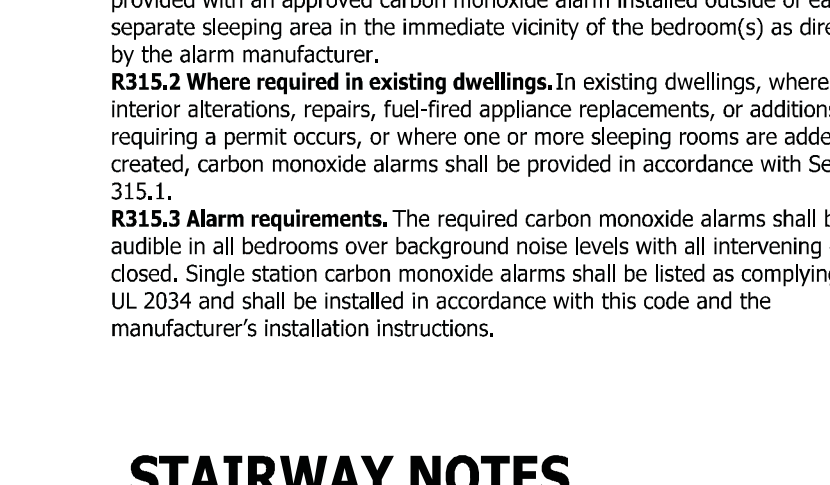 provided with an approved carbon monoxide alarm installed outside of
separate sleeping area in the immediate vicinity of the bedroom(s) as
by the alarm manufacturer.
R315.2 Where required in existing dwellings. In existing dwellings, where
interior alterations, repairs, fuel-fired appliance replacements, or
requiring a permit occurs, or where one or more sleeping rooms are
created, carbon monoxide alarms shall be provided in accordance with
315.1.
R315.3 Alarm requirements. The required carbon monoxide alarms shall
audible in all bedrooms over background noise levels with all intervening
closed. Single station carbon monoxide alarms shall be listed as
UL 2034 and shall be installed in accordance with this code and the
manufacturer's installation instructions.
STAIRWAY NOTES